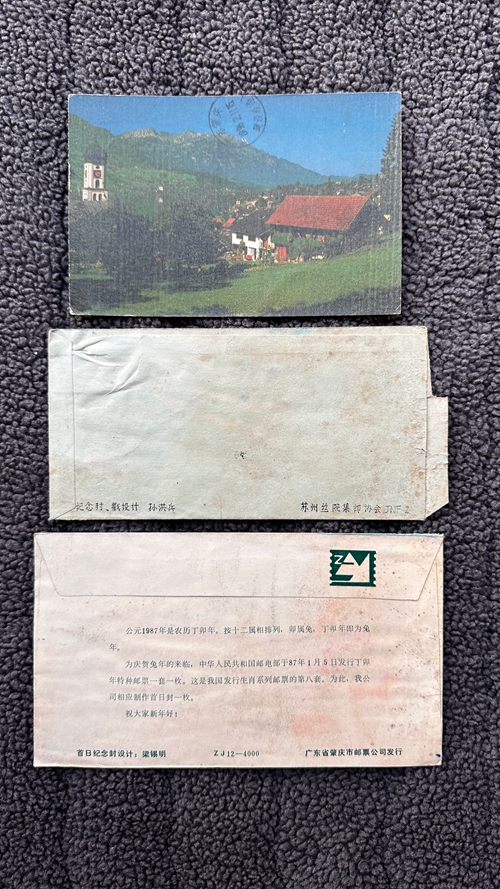 纪念封、戳设计 孙洪兵
苏州丝院集邮协会JNF 2
公元1987年是农历丁卯年。按十二属相排列，卯属兔，丁卯年即为兔
年。
为庆贺兔年的来临，中华人民共和国邮电部于87年1月5日发行丁卯
年特种邮票一套一枚。这是我国发行生肖系列邮票的第八套。为此，我公
司相应制作首日封一枚。
祝大家新年好！
首日纪念封设计：梁锡明 ZJ12—4000 广东省肇庆市邮票公司发行